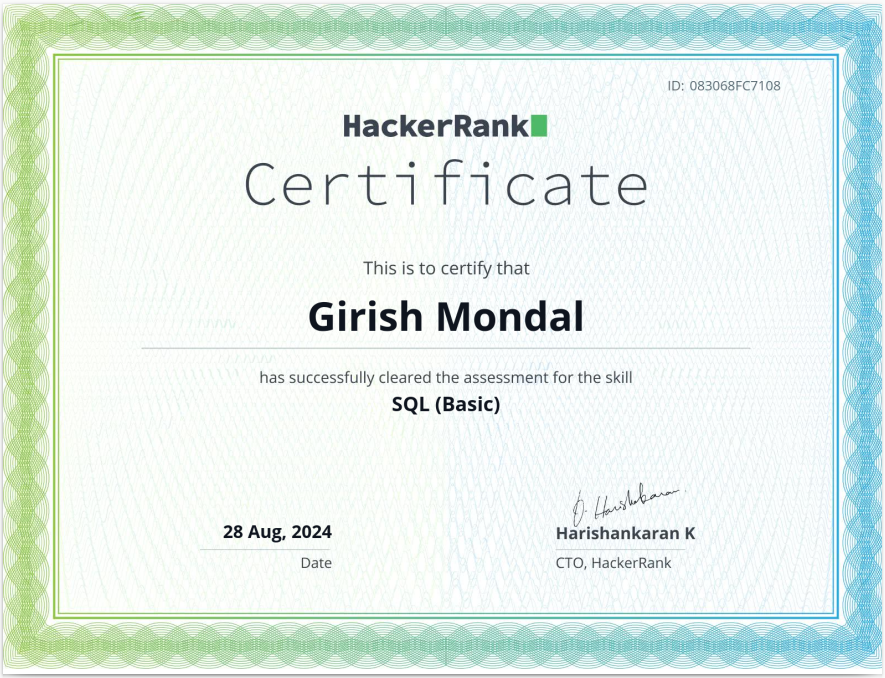 ID: 083068FC7108
HackerRank
Certificate
This is to certify that
Girish Mondal
has successfully cleared the assessment for the skill
SQL (Basic)
28 Aug, 2024
Date
Harishankaran K
CTO, HackerRank